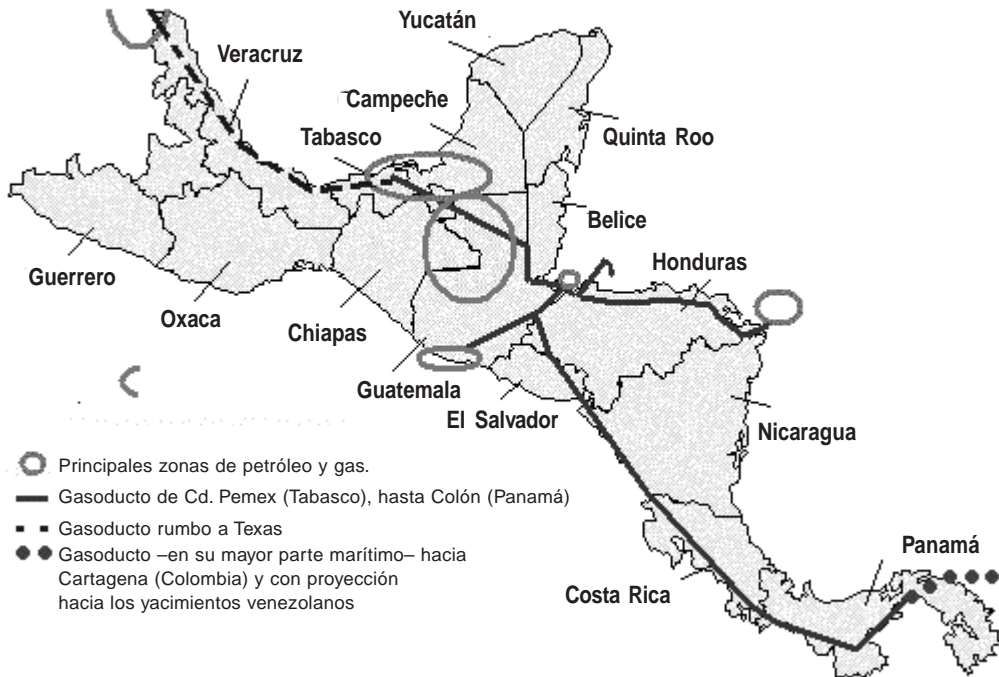 Yucatán
Veracruz
Campeche
Tabasco
Quinta Roo
Belice
Honduras
Guerrero
Oxaca
Chiapas
Guatemala
El Salvador
Nicaragua
Principales zonas de petróleo y gas.
Gasoducto de Cd. Pemex (Tabasco), hasta Colón (Panamá)
Gasoducto rumbo a Texas
Gasoducto –en su mayor parte marítimo– hacia
Cartagena (Colombia) y con proyección
hacia los yacimientos venezolanos
Panamá
Costa Rica